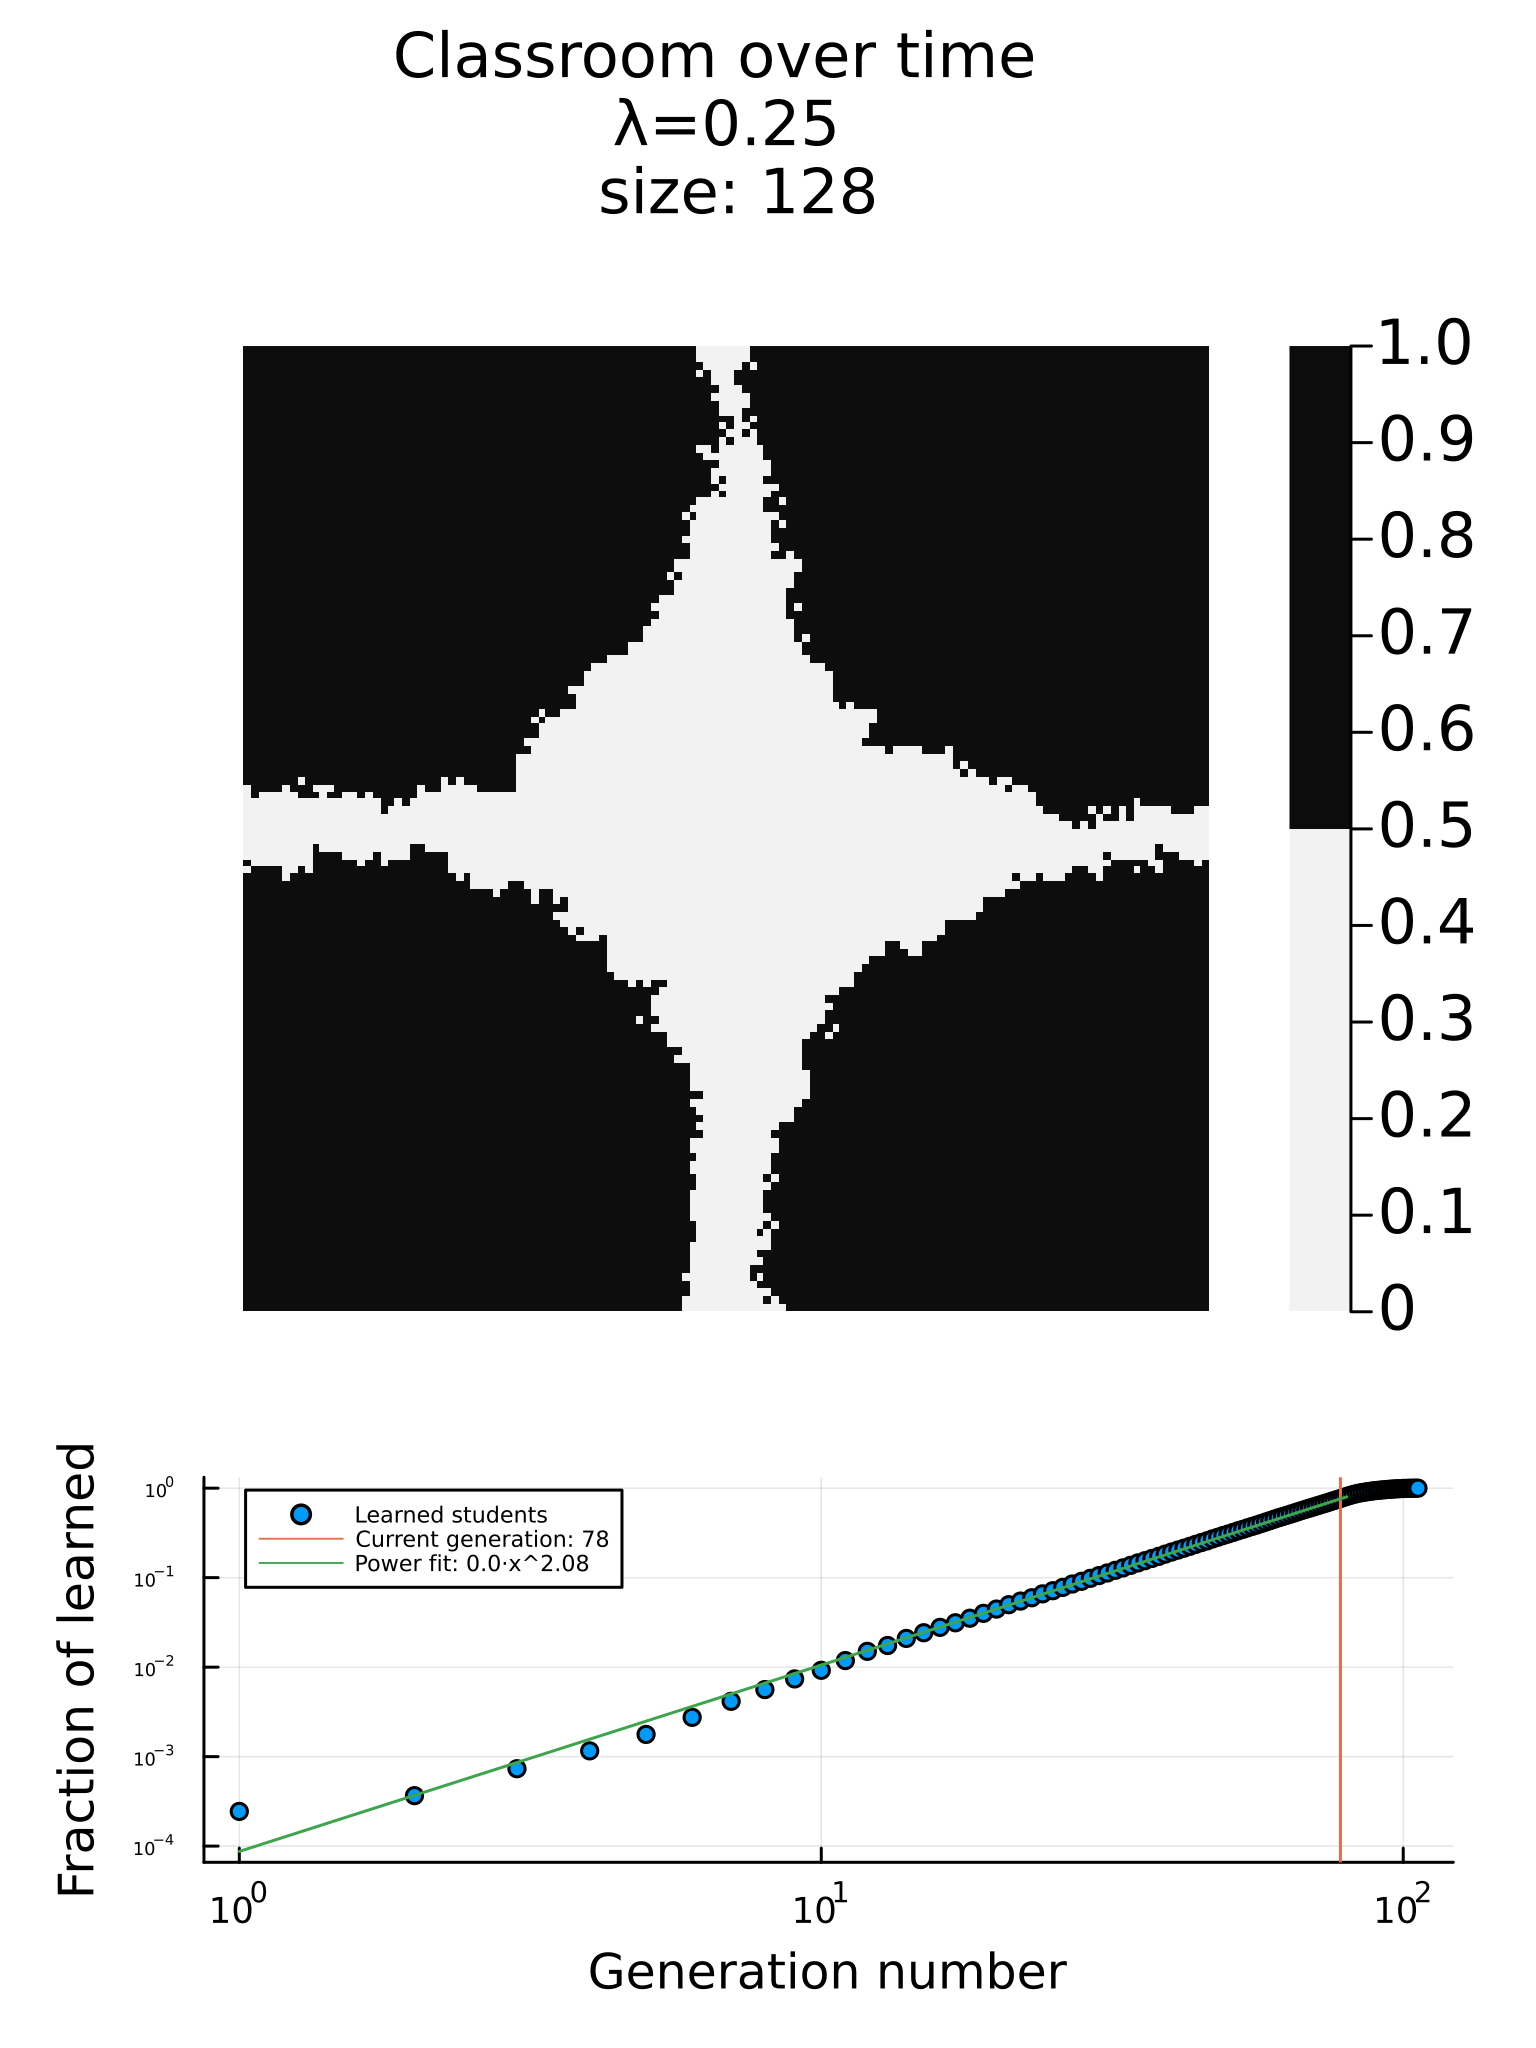 Classroom over time
λ=0.25
size: 128
1.0
0.9
0.8
0.7
0.6
0.5
0.4
0.3
0.2
0.1
0
Fraction of learned
10^0
10^-1
10^-2
10^-3
10^-4
Learned students
Current generation: 78
Power fit: 0.0·x^2.08
10^0 10^1 10^2
Generation number